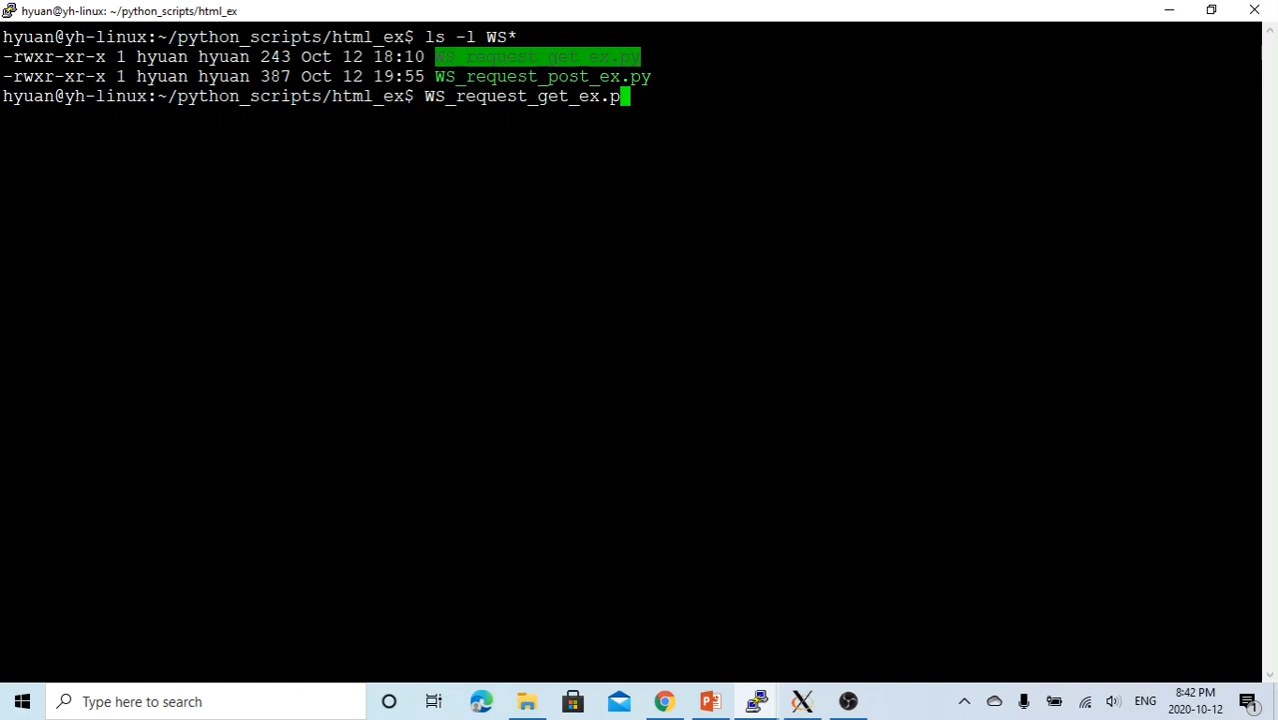 hyuan@yh-linux: ~/python_scripts/html_ex
hyuan@yh-linux:~/python_scripts/html_ex$ ls -l WS*
-rwxr-xr-x 1 hyuan hyuan 243 Oct 12 18:10 WS_request_get_ex.py
-rwxr-xr-x 1 hyuan hyuan 387 Oct 12 19:55 WS_request_post_ex.py
hyuan@yh-linux:~/python_scripts/html_ex$ WS_request_get_ex.p
Type here to search
ENG
8:42 PM
2020-10-12
1